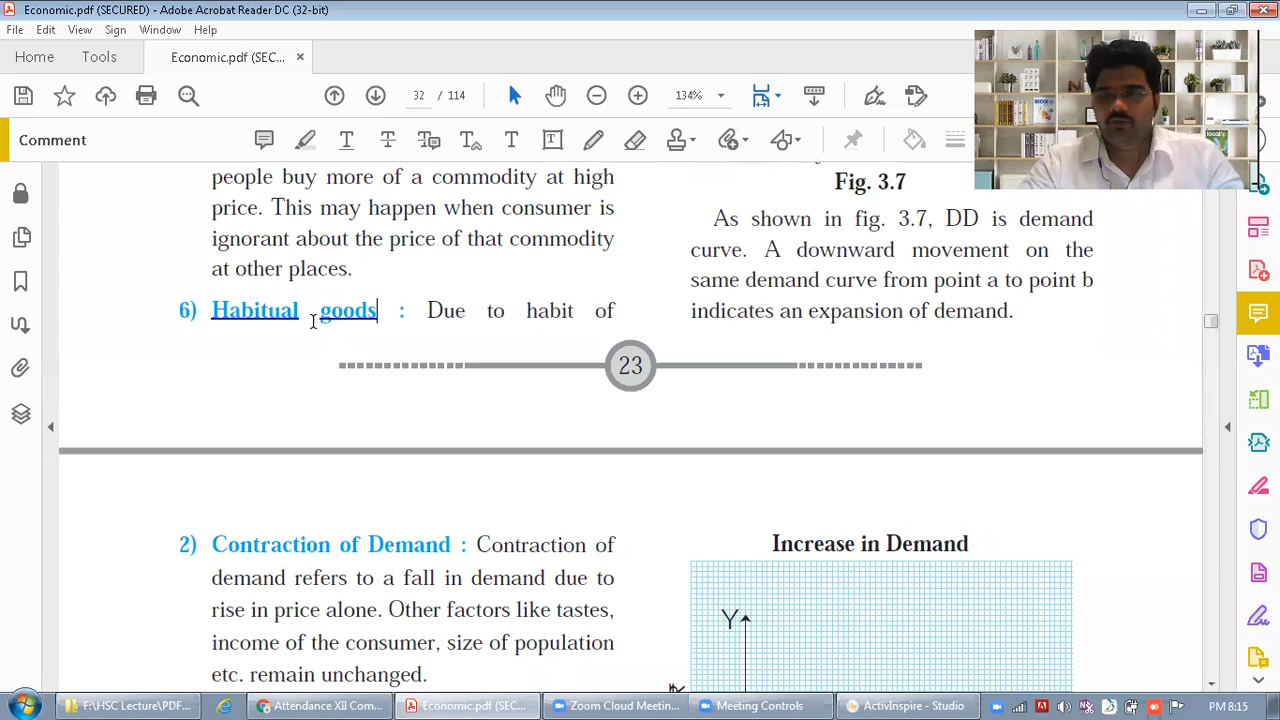 Economic.pdf (SECURED) - Adobe Acrobat Reader DC (32-bit)
File Edit View Sign Window Help
Home Tools Economic.pdf (SEC... ×
32 / 114 134%
Comment
people buy more of a commodity at high
price. This may happen when consumer is
ignorant about the price of that commodity
at other places.
6) Habitual goods : Due to habit of
Fig. 3.7
As shown in fig. 3.7, DD is demand
curve. A downward movement on the
same demand curve from point a to point b
indicates an expansion of demand.
23
2) Contraction of Demand : Contraction of
demand refers to a fall in demand due to
rise in price alone. Other factors like tastes,
income of the consumer, size of population
etc. remain unchanged.
Increase in Demand
Y
F:\HSC Lecture\PDF... Attendance XII Com... Economic.pdf (SEC... Zoom Cloud Meetin... Meeting Controls ActivInspire - Studio PM 8:15